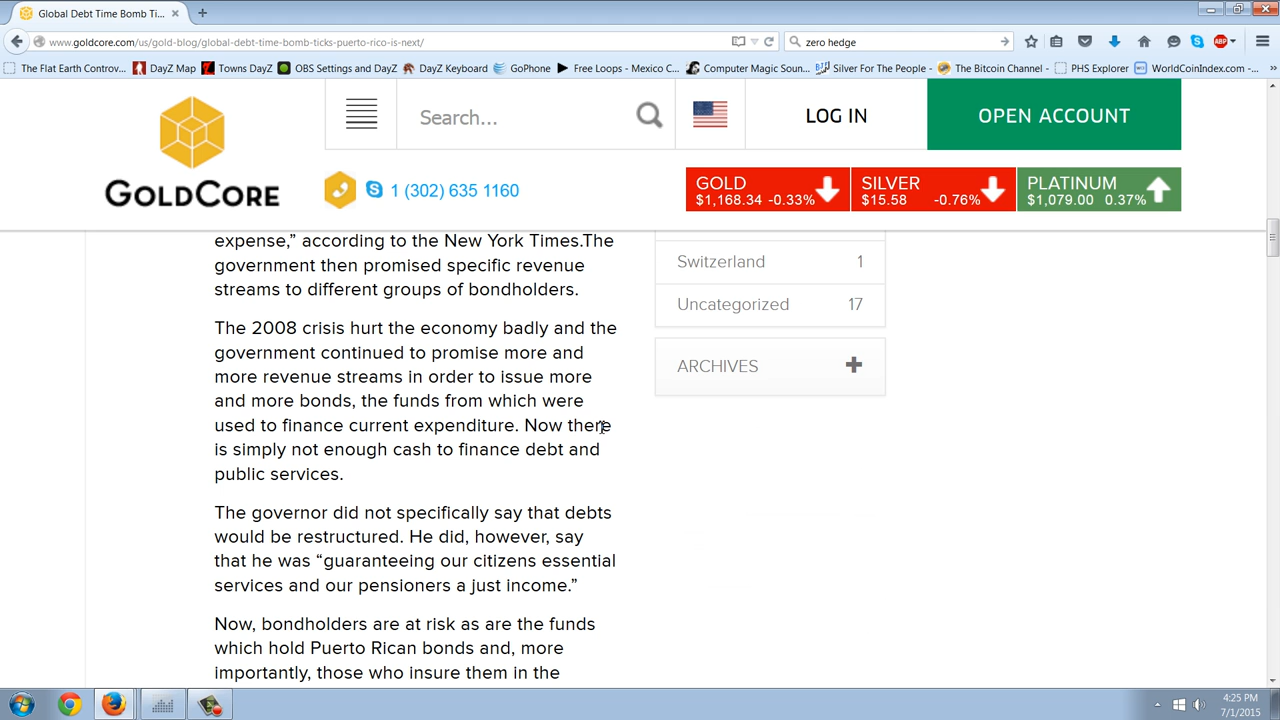 Global Debt Time Bomb Ti...
www.goldcore.com/us/gold-blog/global-debt-time-bomb-ticks-puerto-rico-is-next/
zero hedge
ABP
The Flat Earth Controv...
DayZ Map
Towns DayZ
OBS Settings and DayZ
DayZ Keyboard
GoPhone
Free Loops - Mexico C...
Computer Magic Soun...
Silver For The People -
The Bitcoin Channel -
PHS Explorer
WorldCoinIndex.com -...
Search...
LOG IN
OPEN ACCOUNT
GOLDCORE
1 (302) 635 1160
GOLD
$1,168.34 -0.33%
SILVER
$15.58 -0.76%
PLATINUM
$1,079.00 0.37%
expense,” according to the New York Times.The
government then promised specific revenue
streams to different groups of bondholders.
The 2008 crisis hurt the economy badly and the
government continued to promise more and
more revenue streams in order to issue more
and more bonds, the funds from which were
used to finance current expenditure. Now there
is simply not enough cash to finance debt and
public services.
The governor did not specifically say that debts
would be restructured. He did, however, say
that he was “guaranteeing our citizens essential
services and our pensioners a just income.”
Now, bondholders are at risk as are the funds
which hold Puerto Rican bonds and, more
importantly, those who insure them in the
Switzerland 1
Uncategorized 17
ARCHIVES
4:25 PM
7/1/2015